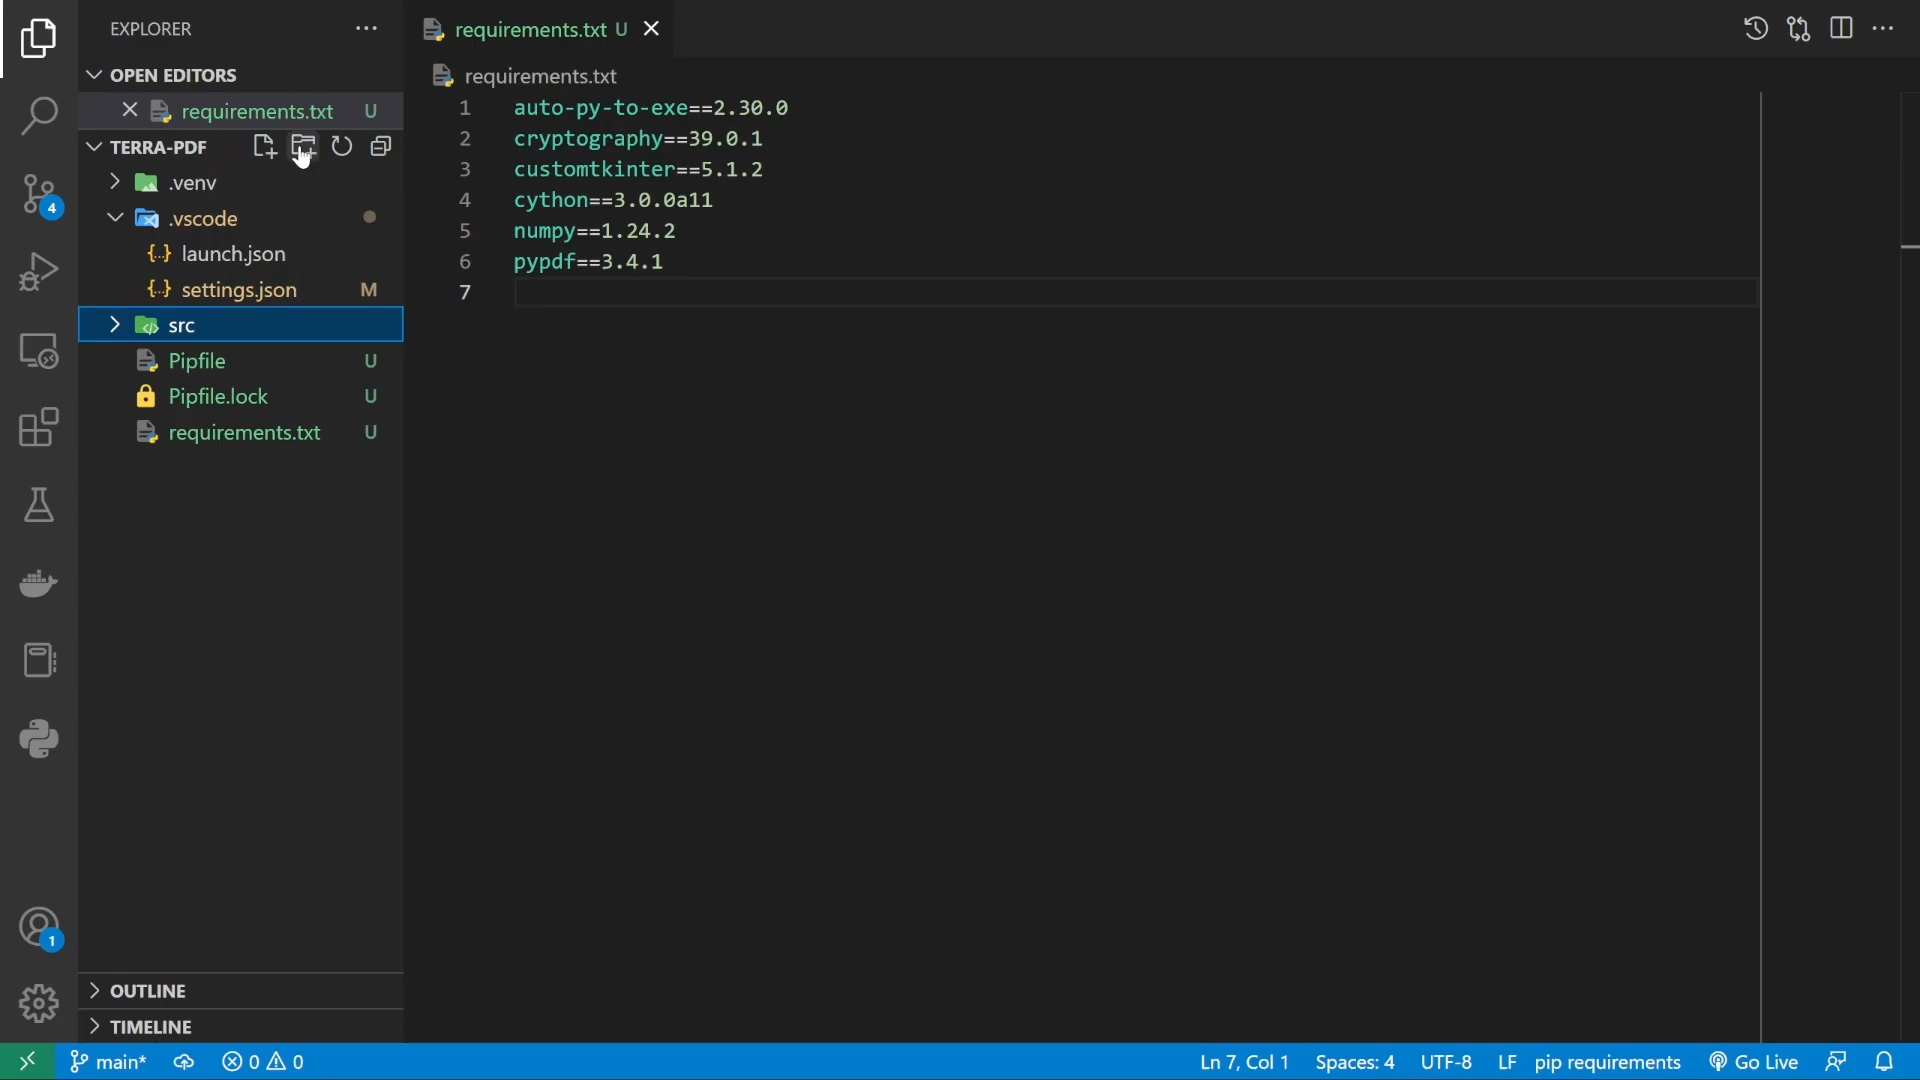 EXPLORER
OPEN EDITORS
requirements.txt U
TERRA-PDF
.venv
.vscode
{..} launch.json
{..} settings.json M
src
Pipfile U
Pipfile.lock U
requirements.txt U
OUTLINE
TIMELINE
4
1
requirements.txt U
requirements.txt
1 auto-py-to-exe==2.30.0
2 cryptography==39.0.1
3 customtkinter==5.1.2
4 cython==3.0.0a11
5 numpy==1.24.2
6 pypdf==3.4.1
7
main* 0 0 Ln 7, Col 1 Spaces: 4 UTF-8 LF pip requirements Go Live